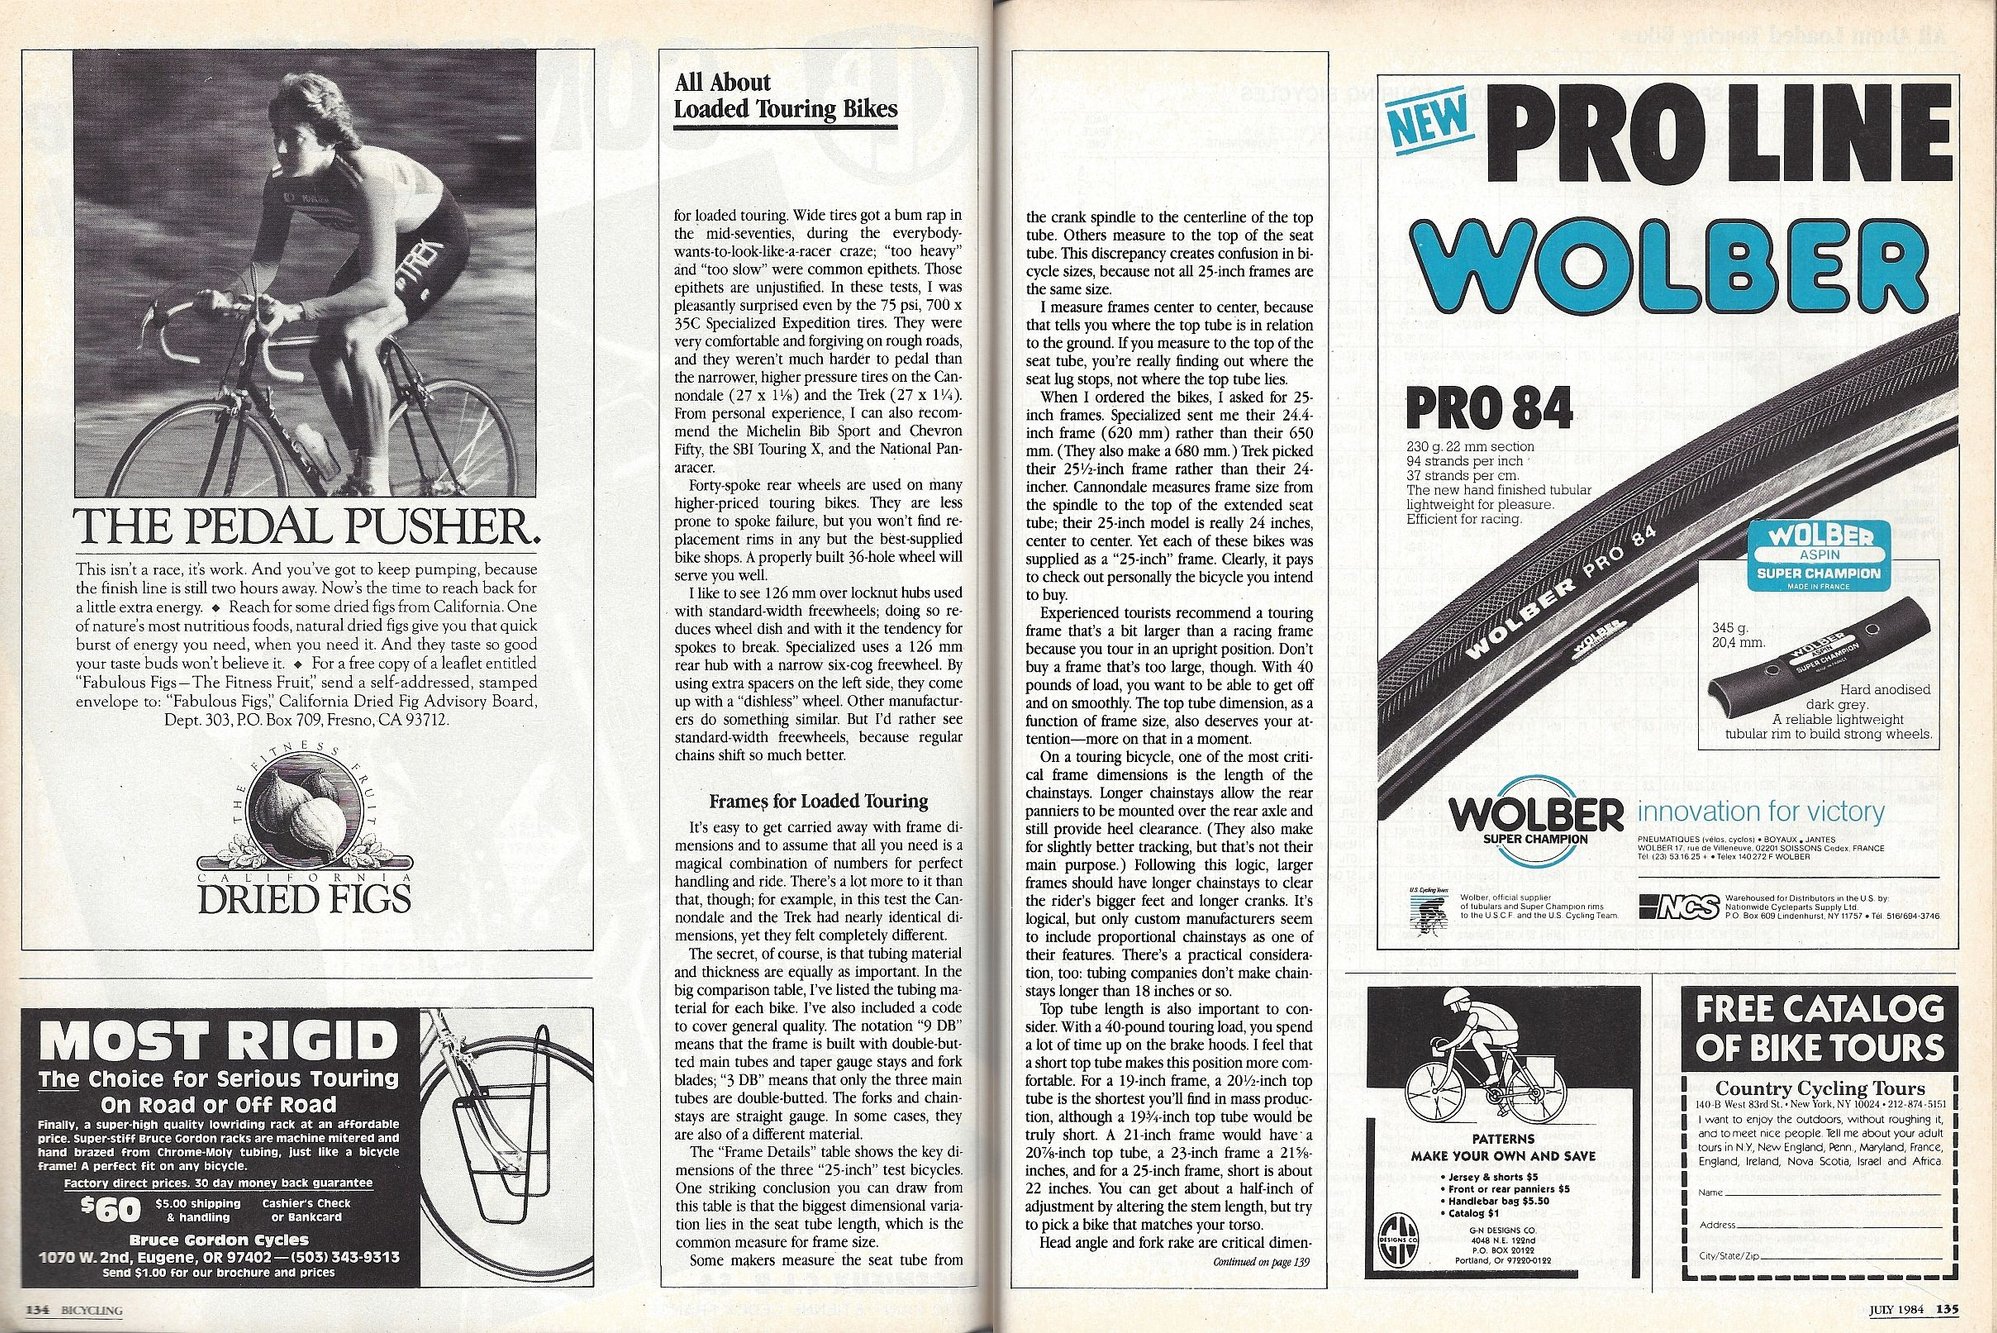 TREK
THE PEDAL PUSHER.
This isn't a race, it's work. And you've got to keep pumping, because
the finish line is still two hours away. Now's the time to reach back for
a little extra energy. ◆ Reach for some dried figs from California. One
of nature's most nutritious foods, natural dried figs give you that quick
burst of energy you need, when you need it. And they taste so good
your taste buds won't believe it. ◆ For a free copy of a leaflet entitled
"Fabulous Figs—The Fitness Fruit," send a self-addressed, stamped
envelope to: "Fabulous Figs," California Dried Fig Advisory Board,
Dept. 303, P.O. Box 709, Fresno, CA 93712.
THE FITNESS FRUIT
CALIFORNIA
DRIED FIGS
MOST RIGID
The Choice for Serious Touring
On Road or Off Road
Finally, a super-high quality lowriding rack at an affordable
price. Super-stiff Bruce Gordon racks are machine mitered and
hand brazed from Chrome-Moly tubing, just like a bicycle
frame! A perfect fit on any bicycle.
Factory direct prices. 30 day money back guarantee
$60 $5.00 shipping & handling Cashier's Check or Bankcard
Bruce Gordon Cycles
1070 W. 2nd, Eugene, OR 97402—(503) 343-9313
Send $1.00 for our brochure and prices
134 BICYCLING
All About
Loaded Touring Bikes
for loaded touring. Wide tires got a bum rap in
the mid-seventies, during the everybody-
wants-to-look-like-a-racer craze; "too heavy"
and "too slow" were common epithets. Those
epithets are unjustified. In these tests, I was
pleasantly surprised even by the 75 psi, 700 x
35C Specialized Expedition tires. They were
very comfortable and forgiving on rough roads,
and they weren't much harder to pedal than
the narrower, higher pressure tires on the Can-
nondale (27 x 1⅛) and the Trek (27 x 1¼).
From personal experience, I can also recom-
mend the Michelin Bib Sport and Chevron
Fifty, the SBI Touring X, and the National Pan-
aracer.
Forty-spoke rear wheels are used on many
higher-priced touring bikes. They are less
prone to spoke failure, but you won't find re-
placement rims in any but the best-supplied
bike shops. A properly built 36-hole wheel will
serve you well.
I like to see 126 mm over locknut hubs used
with standard-width freewheels; doing so re-
duces wheel dish and with it the tendency for
spokes to break. Specialized uses a 126 mm
rear hub with a narrow six-cog freewheel. By
using extra spacers on the left side, they come
up with a "dishless" wheel. Other manufactur-
ers do something similar. But I'd rather see
standard-width freewheels, because regular
chains shift so much better.
Frames for Loaded Touring
It's easy to get carried away with frame di-
mensions and to assume that all you need is a
magical combination of numbers for perfect
handling and ride. There's a lot more to it than
that, though; for example, in this test the Can-
nondale and the Trek had nearly identical di-
mensions, yet they felt completely different.
The secret, of course, is that tubing material
and thickness are equally as important. In the
big comparison table, I've listed the tubing ma-
terial for each bike. I've also included a code
to cover general quality. The notation "9 DB"
means that the frame is built with double-but-
ted main tubes and taper gauge stays and fork
blades; "3 DB" means that only the three main
tubes are double-butted. The forks and chain-
stays are straight gauge. In some cases, they
are also of a different material.
The "Frame Details" table shows the key di-
mensions of the three "25-inch" test bicycles.
One striking conclusion you can draw from
this table is that the biggest dimensional varia-
tion lies in the seat tube length, which is the
common measure for frame size.
Some makers measure the seat tube from
the crank spindle to the centerline of the top
tube. Others measure to the top of the seat
tube. This discrepancy creates confusion in bi-
cycle sizes, because not all 25-inch frames are
the same size.
I measure frames center to center, because
that tells you where the top tube is in relation
to the ground. If you measure to the top of the
seat tube, you're really finding out where the
seat lug stops, not where the top tube lies.
When I ordered the bikes, I asked for 25-
inch frames. Specialized sent me their 24.4-
inch frame (620 mm) rather than their 650
mm. (They also make a 680 mm.) Trek picked
their 25½-inch frame rather than their 24-
incher. Cannondale measures frame size from
the spindle to the top of the extended seat
tube; their 25-inch model is really 24 inches,
center to center. Yet each of these bikes was
supplied as a "25-inch" frame. Clearly, it pays
to check out personally the bicycle you intend
to buy.
Experienced tourists recommend a touring
frame that's a bit larger than a racing frame
because you tour in an upright position. Don't
buy a frame that's too large, though. With 40
pounds of load, you want to be able to get off
and on smoothly. The top tube dimension, as a
function of frame size, also deserves your at-
tention—more on that in a moment.
On a touring bicycle, one of the most criti-
cal frame dimensions is the length of the
chainstays. Longer chainstays allow the rear
panniers to be mounted over the rear axle and
still provide heel clearance. (They also make
for slightly better tracking, but that's not their
main purpose.) Following this logic, larger
frames should have longer chainstays to clear
the rider's bigger feet and longer cranks. It's
logical, but only custom manufacturers seem
to include proportional chainstays as one of
their features. There's a practical considera-
tion, too: tubing companies don't make chain-
stays longer than 18 inches or so.
Top tube length is also important to con-
sider. With a 40-pound touring load, you spend
a lot of time up on the brake hoods. I feel that
a short top tube makes this position more com-
fortable. For a 19-inch frame, a 20½-inch top
tube is the shortest you'll find in mass produc-
tion, although a 19¾-inch top tube would be
truly short. A 21-inch frame would have a
20⅞-inch top tube, a 23-inch frame a 21⅝-
inches, and for a 25-inch frame, short is about
22 inches. You can get about a half-inch of
adjustment by altering the stem length, but try
to pick a bike that matches your torso.
Head angle and fork rake are critical dimen-
Continued on page 139
NEW PRO LINE
WOLBER
PRO 84
230 g. 22 mm section
94 strands per inch
37 strands per cm.
The new hand finished tubular
lightweight for pleasure.
Efficient for racing.
WOLBER PRO 84
WOLBER
WOLBER
ASPIN
SUPER CHAMPION
MADE IN FRANCE
345 g.
20,4 mm.
WOLBER
ASPIN
SUPER CHAMPION
Hard anodised
dark grey.
A reliable lightweight
tubular rim to build strong wheels.
WOLBER
SUPER CHAMPION
innovation for victory
PNEUMATIQUES (vélos, cyclos) • BOYAUX • JANTES
WOLBER 17, rue de Villeneuve, 02201 SOISSONS Cedex. FRANCE
Tél. (23) 53.16.25 + • Télex 140 272 F WOLBER
U.S. Cycling Team
Wolber, official supplier
of tubulars and Super Champion rims
to the U.S.C.F. and the U.S. Cycling Team.
NCS
Warehoused for Distributors in the U.S. by:
Nationwide Cycleparts Supply Ltd.
P.O. Box 609 Lindenhurst, NY 11757 • Tél. 516/694-3746
PATTERNS
MAKE YOUR OWN AND SAVE
• Jersey & shorts $5
• Front or rear panniers $5
• Handlebar bag $5.50
• Catalog $1
GN
DESIGNS CO.
G-N DESIGNS CO.
4048 N.E. 122nd
P.O. BOX 20122
Portland, Or 97220-0122
FREE CATALOG
OF BIKE TOURS
Country Cycling Tours
140-B West 83rd St. • New York, NY 10024 • 212-874-5151
I want to enjoy the outdoors, without roughing it,
and to meet nice people. Tell me about your adult
tours in N.Y., New England, Penn., Maryland, France,
England, Ireland, Nova Scotia, Israel and Africa.
Name
Address
City/State/Zip
JULY 1984 135